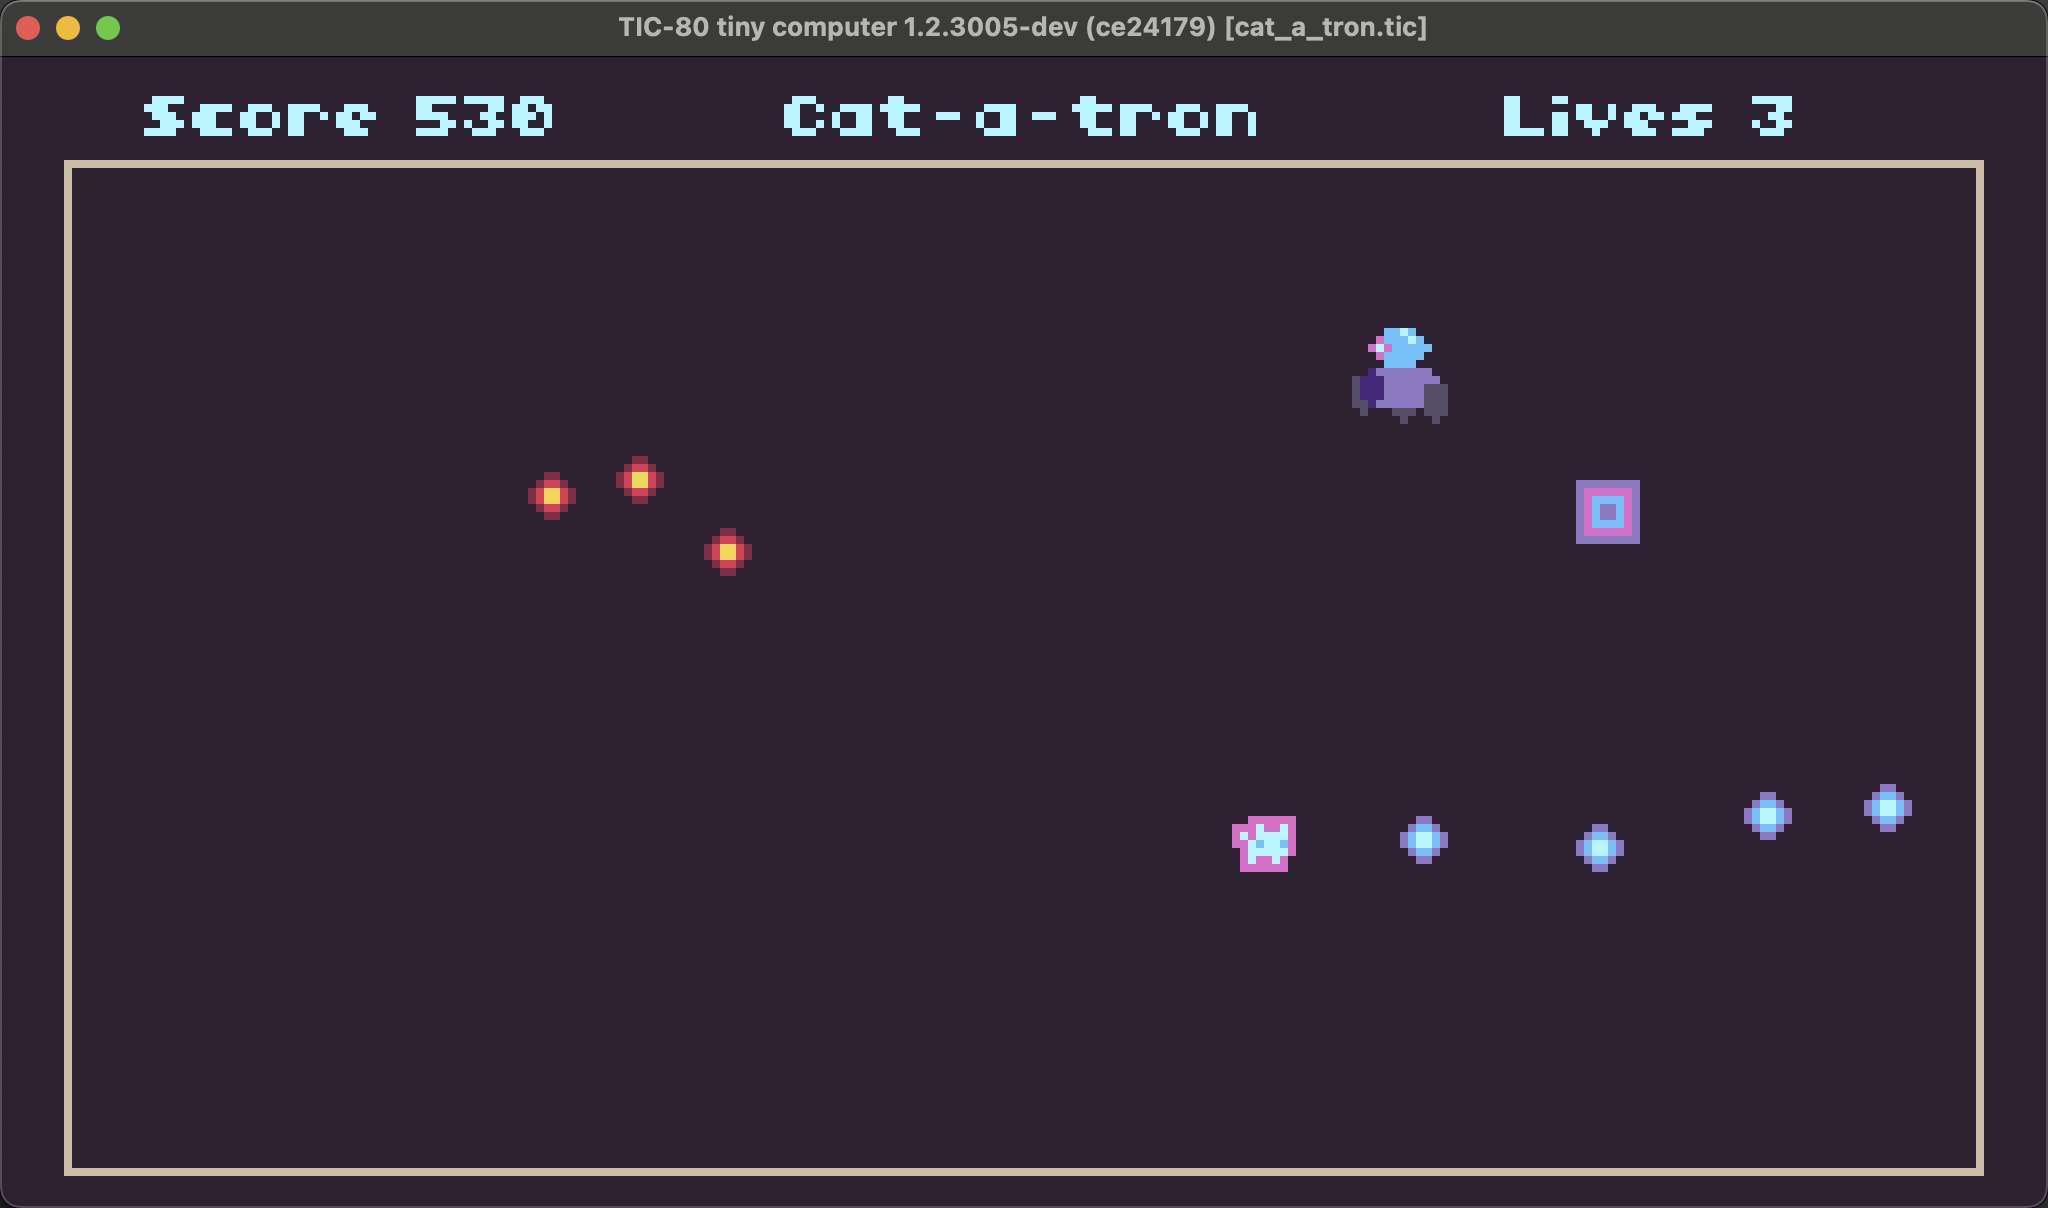 TIC-80 tiny computer 1.2.3005-dev (ce24179) [cat_a_tron.tic]
Score 530 Cat-a-tron Lives 3